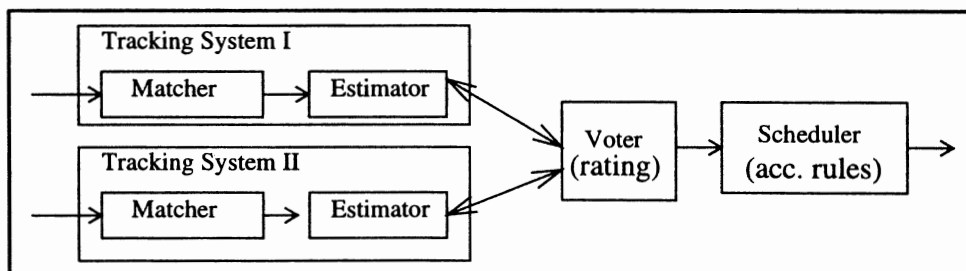 Tracking System I
Matcher
Estimator
Tracking System II
Matcher
Estimator
Voter
(rating)
Scheduler
(acc. rules)